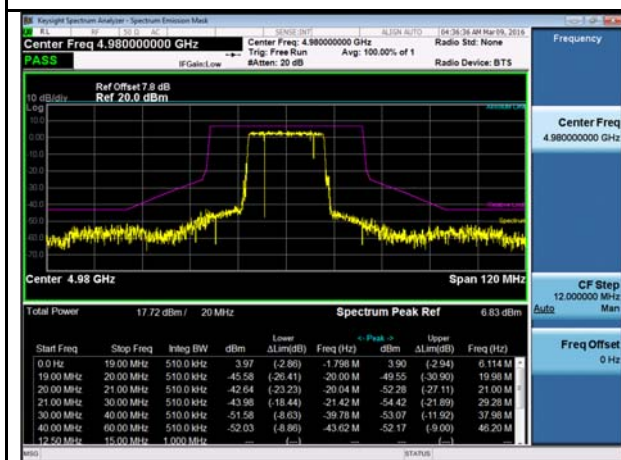 Keysight Spectrum Analyzer - Spectrum Emission Mask
RL RF 50 Ω AC SENSE:INT ALIGN AUTO 04:36:36 AM Mar 09, 2016
Center Freq 4.980000000 GHz
Center Freq: 4.980000000 GHz
Radio Std: None
Trig: Free Run Avg: 100.00% of 1
PASS IFGain:Low #Atten: 20 dB Radio Device: BTS
Frequency
Ref Offset 7.8 dB
10 dB/div Ref 20.0 dBm
Log
10.0
0.00
10.0
20.0
30.0
40.0
50.0
60.0
70.0
Absolute Limit
Relative Limit
Spectrum
Center 4.98 GHz Span 120 MHz
Center Freq
4.980000000 GHz
CF Step
12.000000 MHz
Auto Man
Freq Offset
0 Hz
Total Power 17.72 dBm / 20 MHz Spectrum Peak Ref 6.83 dBm
Lower <- Peak -> Upper
Start Freq Stop Freq Integ BW dBm ΔLim(dB) Freq (Hz) dBm ΔLim(dB) Freq (Hz)
0.0 Hz 19.00 MHz 510.0 kHz 3.97 (-2.86) -1.798 M 3.90 (-2.94) 6.114 M
19.00 MHz 20.00 MHz 510.0 kHz -45.58 (-26.41) -20.00 M -49.55 (-30.90) 19.98 M
20.00 MHz 21.00 MHz 510.0 kHz -42.64 (-23.23) -20.04 M -52.28 (-27.11) 21.00 M
21.00 MHz 30.00 MHz 510.0 kHz -43.98 (-18.44) -21.42 M -54.42 (-21.89) 29.28 M
30.00 MHz 40.00 MHz 510.0 kHz -51.58 (-8.63) -39.78 M -53.07 (-11.92) 37.98 M
40.00 MHz 60.00 MHz 510.0 kHz -52.03 (-8.86) -43.62 M -52.17 (-9.00) 46.20 M
12.50 MHz 15.00 MHz 1.000 MHz --- (---) --- --- (---) ---
MSG STATUS